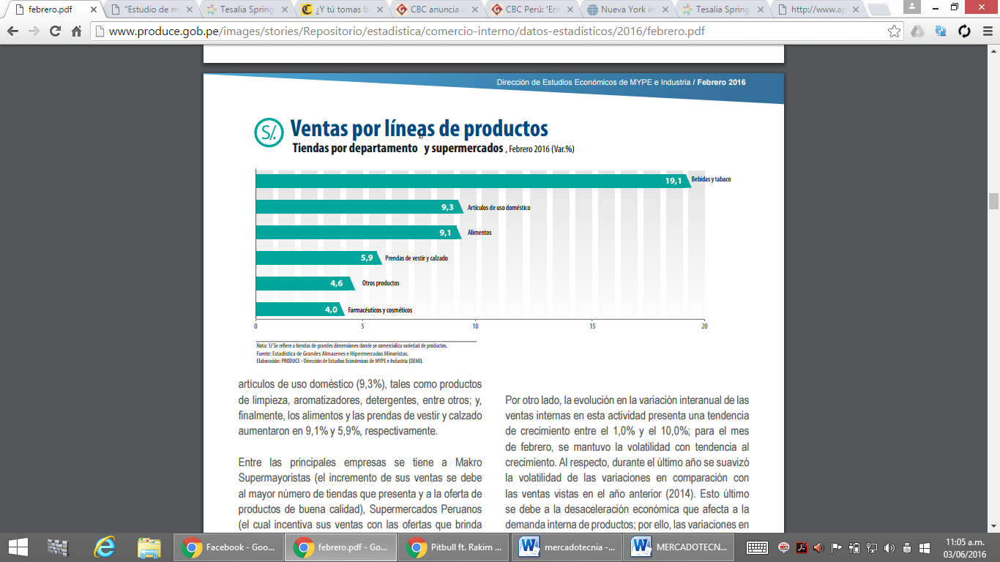 febrero.pdf
"Estudio de m
Tesalia Spring
¿Y tú tomas b
CBC anuncia i
CBC Perú: 'Ent
Nueva York in
Tesalia Spring
http://www.ap
www.produce.gob.pe/images/stories/Repositorio/estadistica/comercio-interno/datos-estadisticos/2016/febrero.pdf
Dirección de Estudios Económicos de MYPE e Industria / Febrero 2016
S/.
Ventas por líneas de productos
Tiendas por departamento 1/ y supermercados , Febrero 2016 (Var.%)
19,1 Bebidas y tabaco
9,3 Artículos de uso doméstico
9,1 Alimentos
5,9 Prendas de vestir y calzado
4,6 Otros productos
4,0 Farmacéuticos y cosméticos
0 5 10 15 20
Nota: 1/ Se refiere a tiendas de grandes dimensiones donde se comercializa variedad de productos.
Fuente: Estadística de Grandes Almacenes e Hipermercados Minoristas.
Elaboración: PRODUCE - Dirección de Estudios Económicos de MYPE e Industria (DEMI).
artículos de uso doméstico (9,3%), tales como productos
de limpieza, aromatizadores, detergentes, entre otros; y,
finalmente, los alimentos y las prendas de vestir y calzado
aumentaron en 9,1% y 5,9%, respectivamente.
Entre las principales empresas se tiene a Makro
Supermayoristas (el incremento de sus ventas se debe
al mayor número de tiendas que presenta y a la oferta de
productos de buena calidad), Supermercados Peruanos
(el cual incentiva sus ventas con las ofertas que brinda
Por otro lado, la evolución en la variación interanual de las
ventas internas en esta actividad presenta una tendencia
de crecimiento entre el 1,0% y el 10,0%; para el mes
de febrero, se mantuvo la volatilidad con tendencia al
crecimiento. Al respecto, durante el último año se suavizó
la volatilidad de las variaciones en comparación con
las ventas vistas en el año anterior (2014). Esto último
se debe a la desaceleración económica que afecta a la
demanda interna de productos; por ello, las variaciones en
Facebook - Goo...
febrero.pdf - Go...
Pitbull ft. Rakim ...
mercadotecnia -...
MERCADOTECN...
11:05 a.m.
03/06/2016